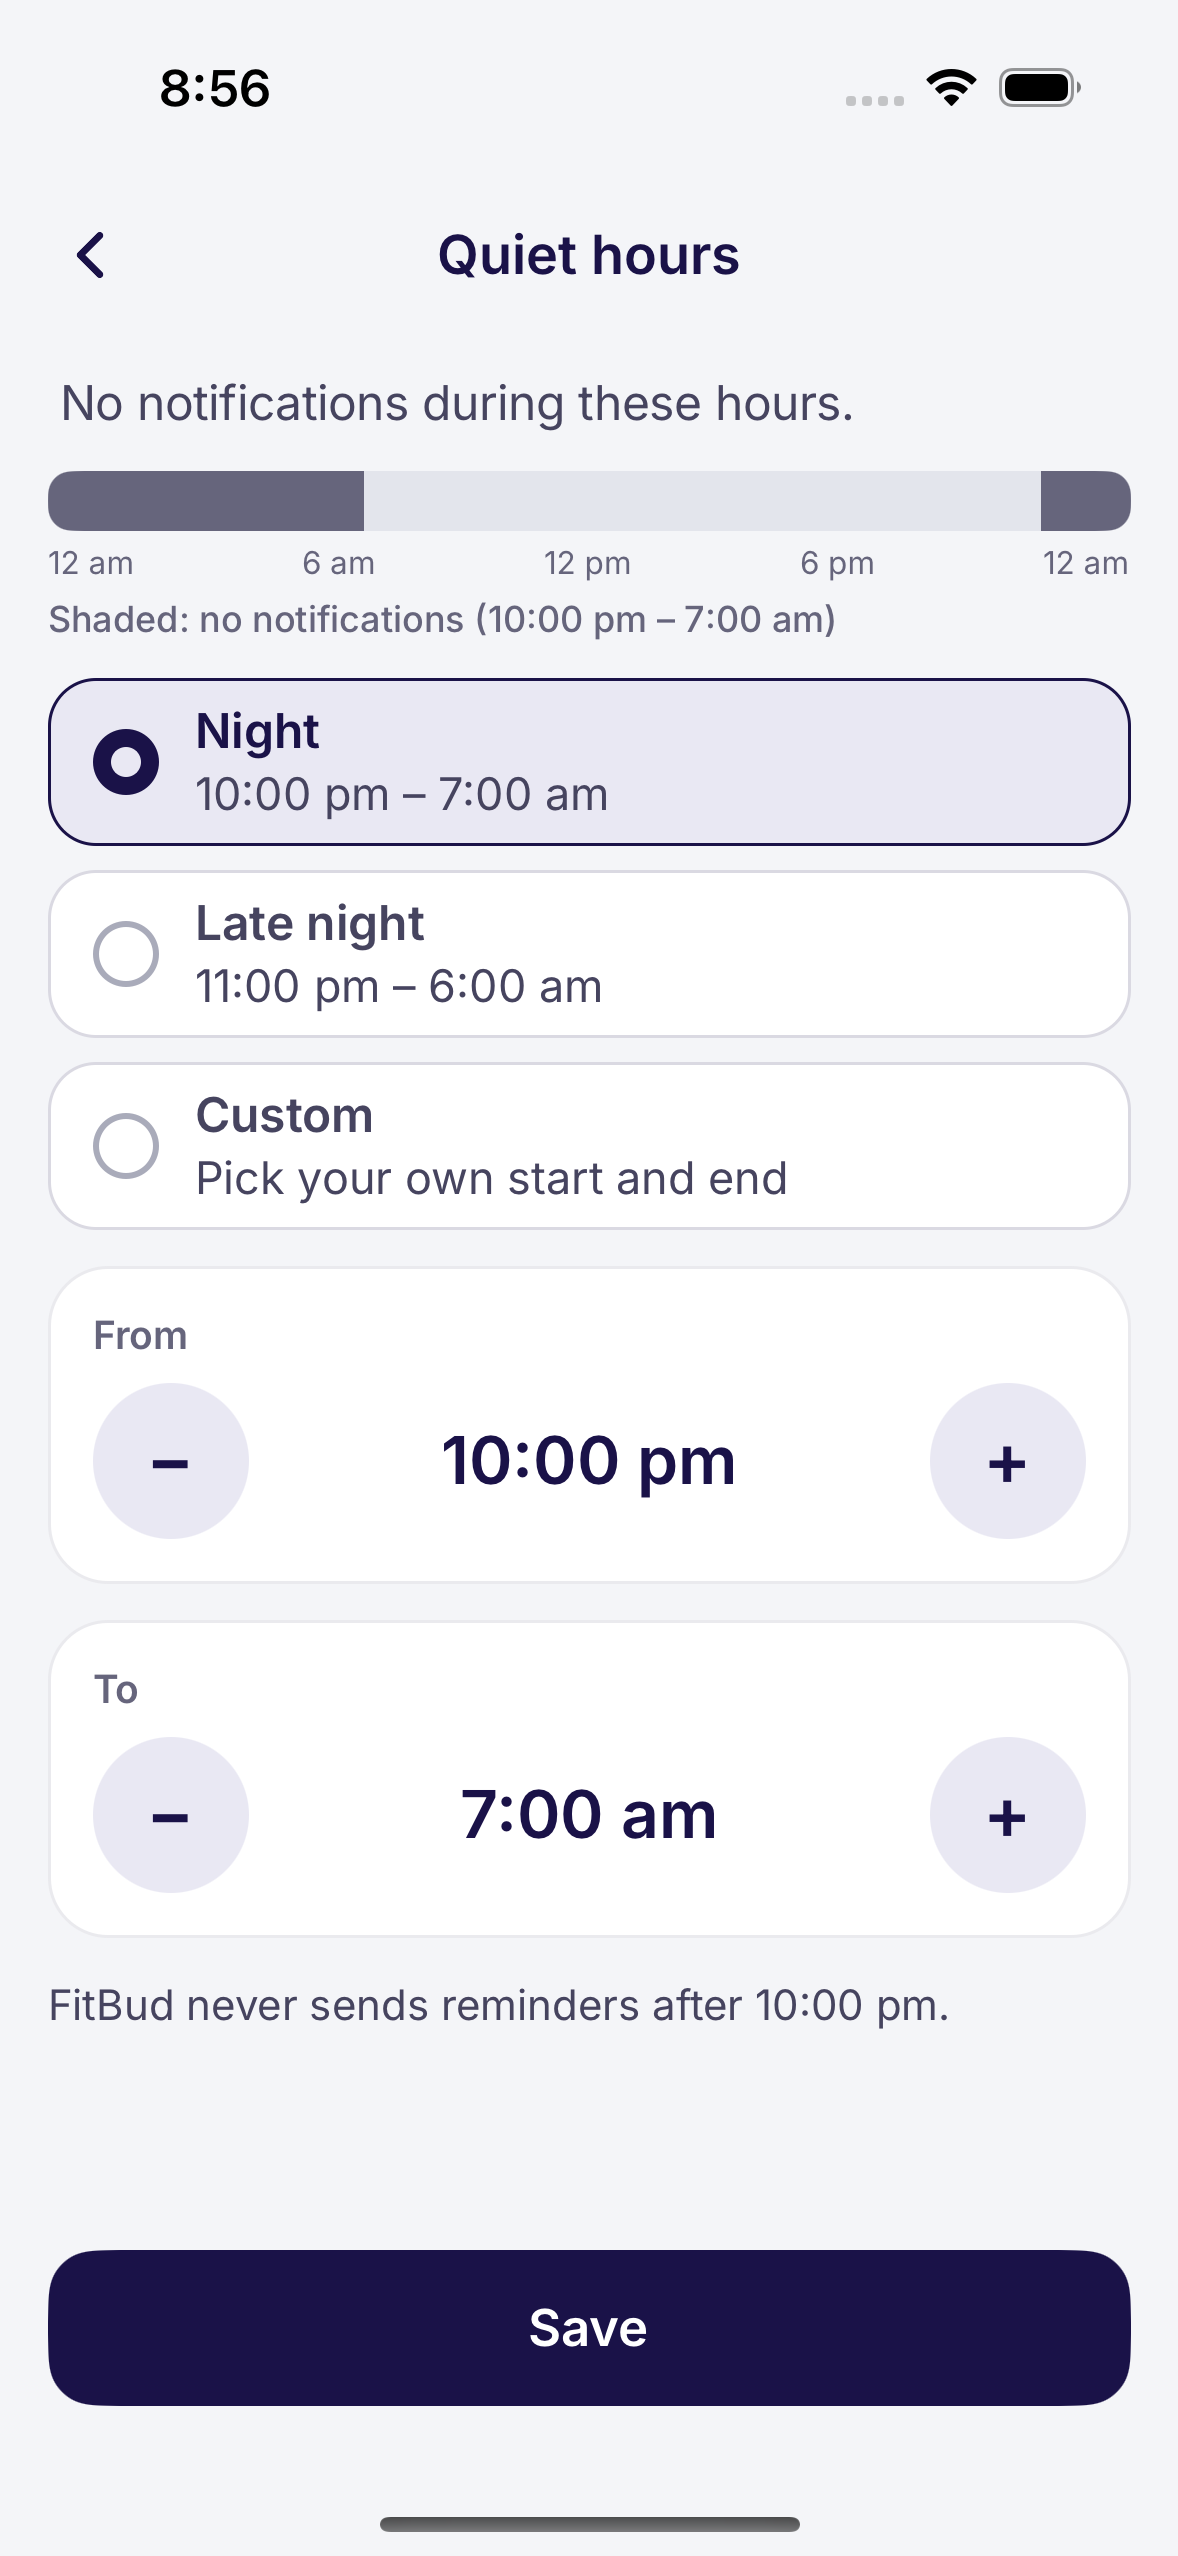 8:56
Quiet hours
No notifications during these hours.
12 am 6 am 12 pm 6 pm 12 am
Shaded: no notifications (10:00 pm – 7:00 am)
Night
10:00 pm – 7:00 am
Late night
11:00 pm – 6:00 am
Custom
Pick your own start and end
From
– 10:00 pm +
To
– 7:00 am +
FitBud never sends reminders after 10:00 pm.
Save